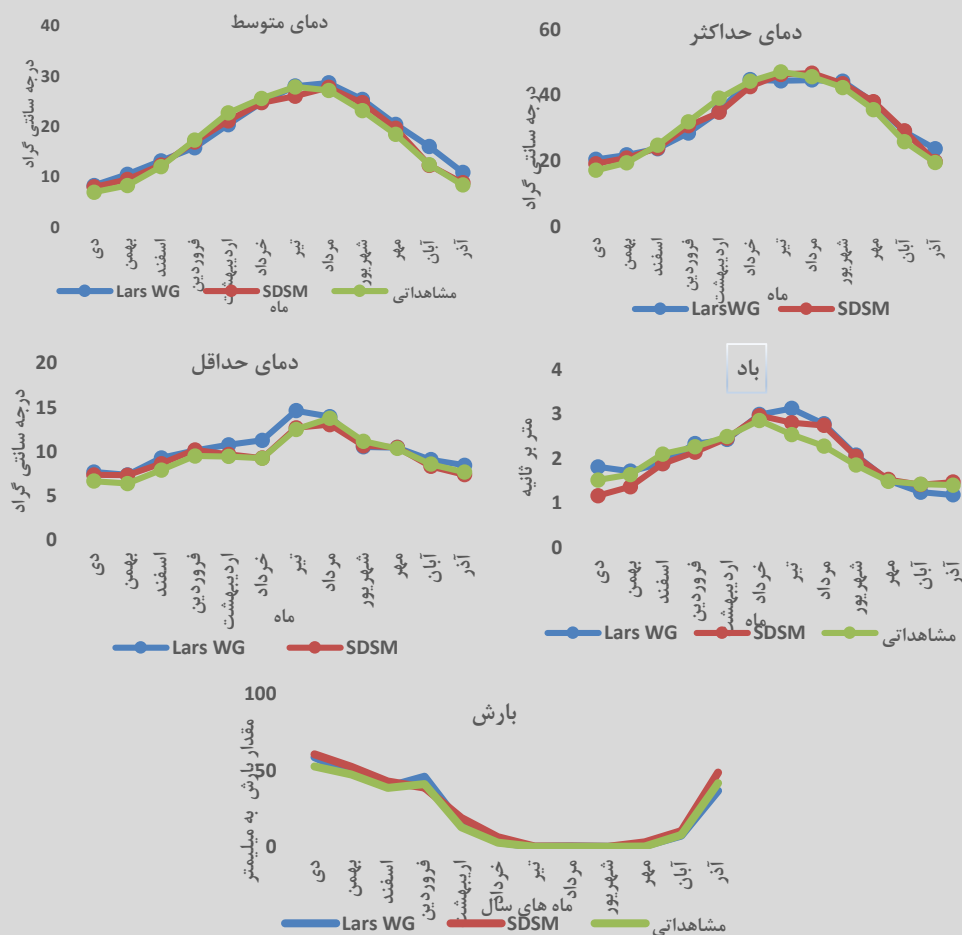 دمای متوسط
درجه سانتی گراد
40
30
20
10
0
دی
بهمن
اسفند
فروردین
اردیبهشت
خرداد
تیر
مرداد
شهریور
مهر
آبان
آذر
ماه
Lars WG
SDSM
مشاهداتی
دمای حداکثر
درجه سانتی گراد
60
40
20
0
دی
بهمن
اسفند
فروردین
اردیبهشت
خرداد
تیر
مرداد
شهریور
مهر
آبان
آذر
ماه
LarsWG
SDSM
دمای حداقل
درجه سانتی گراد
20
15
10
5
0
دی
بهمن
اسفند
فروردین
اردیبهشت
خرداد
تیر
مرداد
شهریور
مهر
آبان
آذر
ماه
Lars WG
SDSM
باد
متر بر ثانیه
4
3
2
1
0
دی
بهمن
اسفند
فروردین
اردیبهشت
خرداد
تیر
مرداد
شهریور
مهر
آبان
آذر
ماه
Lars WG
SDSM
مشاهداتی
بارش
مقدار بارش به میلیمتر
100
50
0
دی
بهمن
اسفند
فروردین
اریبهشت
خرداد
تیر
مرداد
شهریور
مهر
آبان
آذر
ماه های سال
Lars WG
SDSM
مشاهداتی